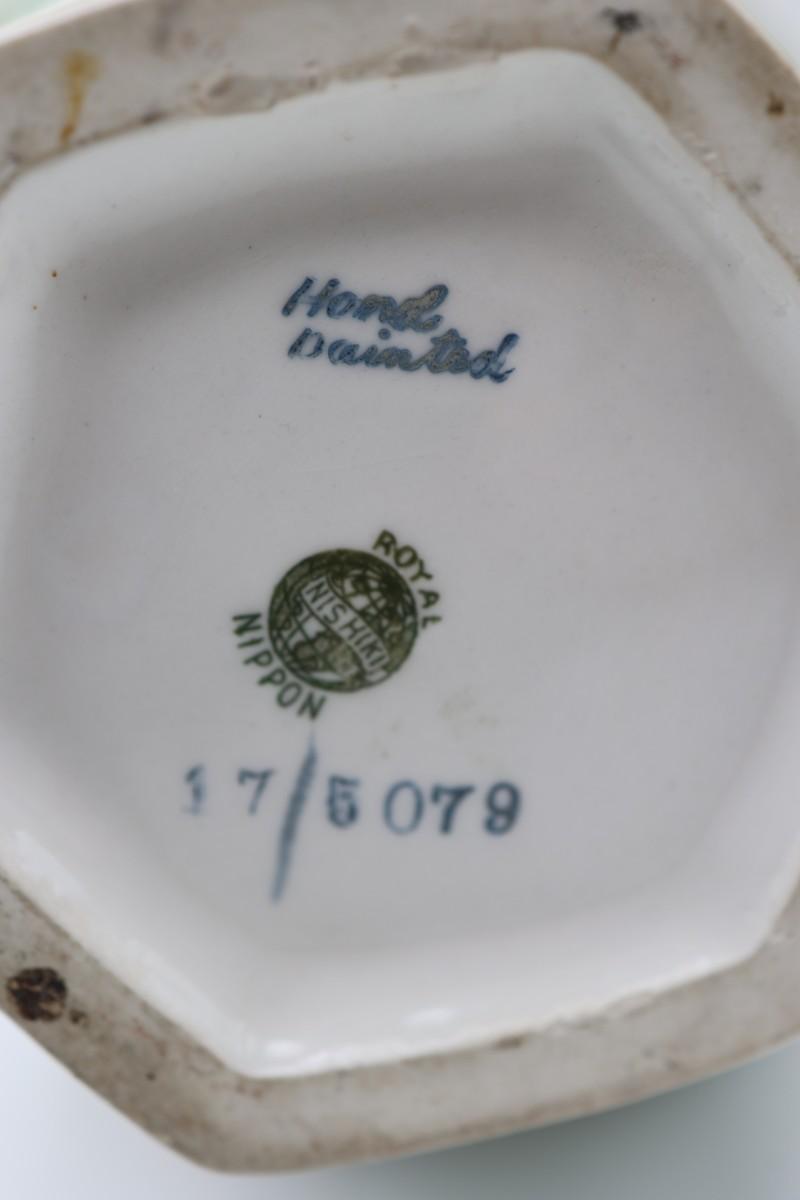 Hand
Painted
ROYAL
NISHIKI
NIPPON
17/5079